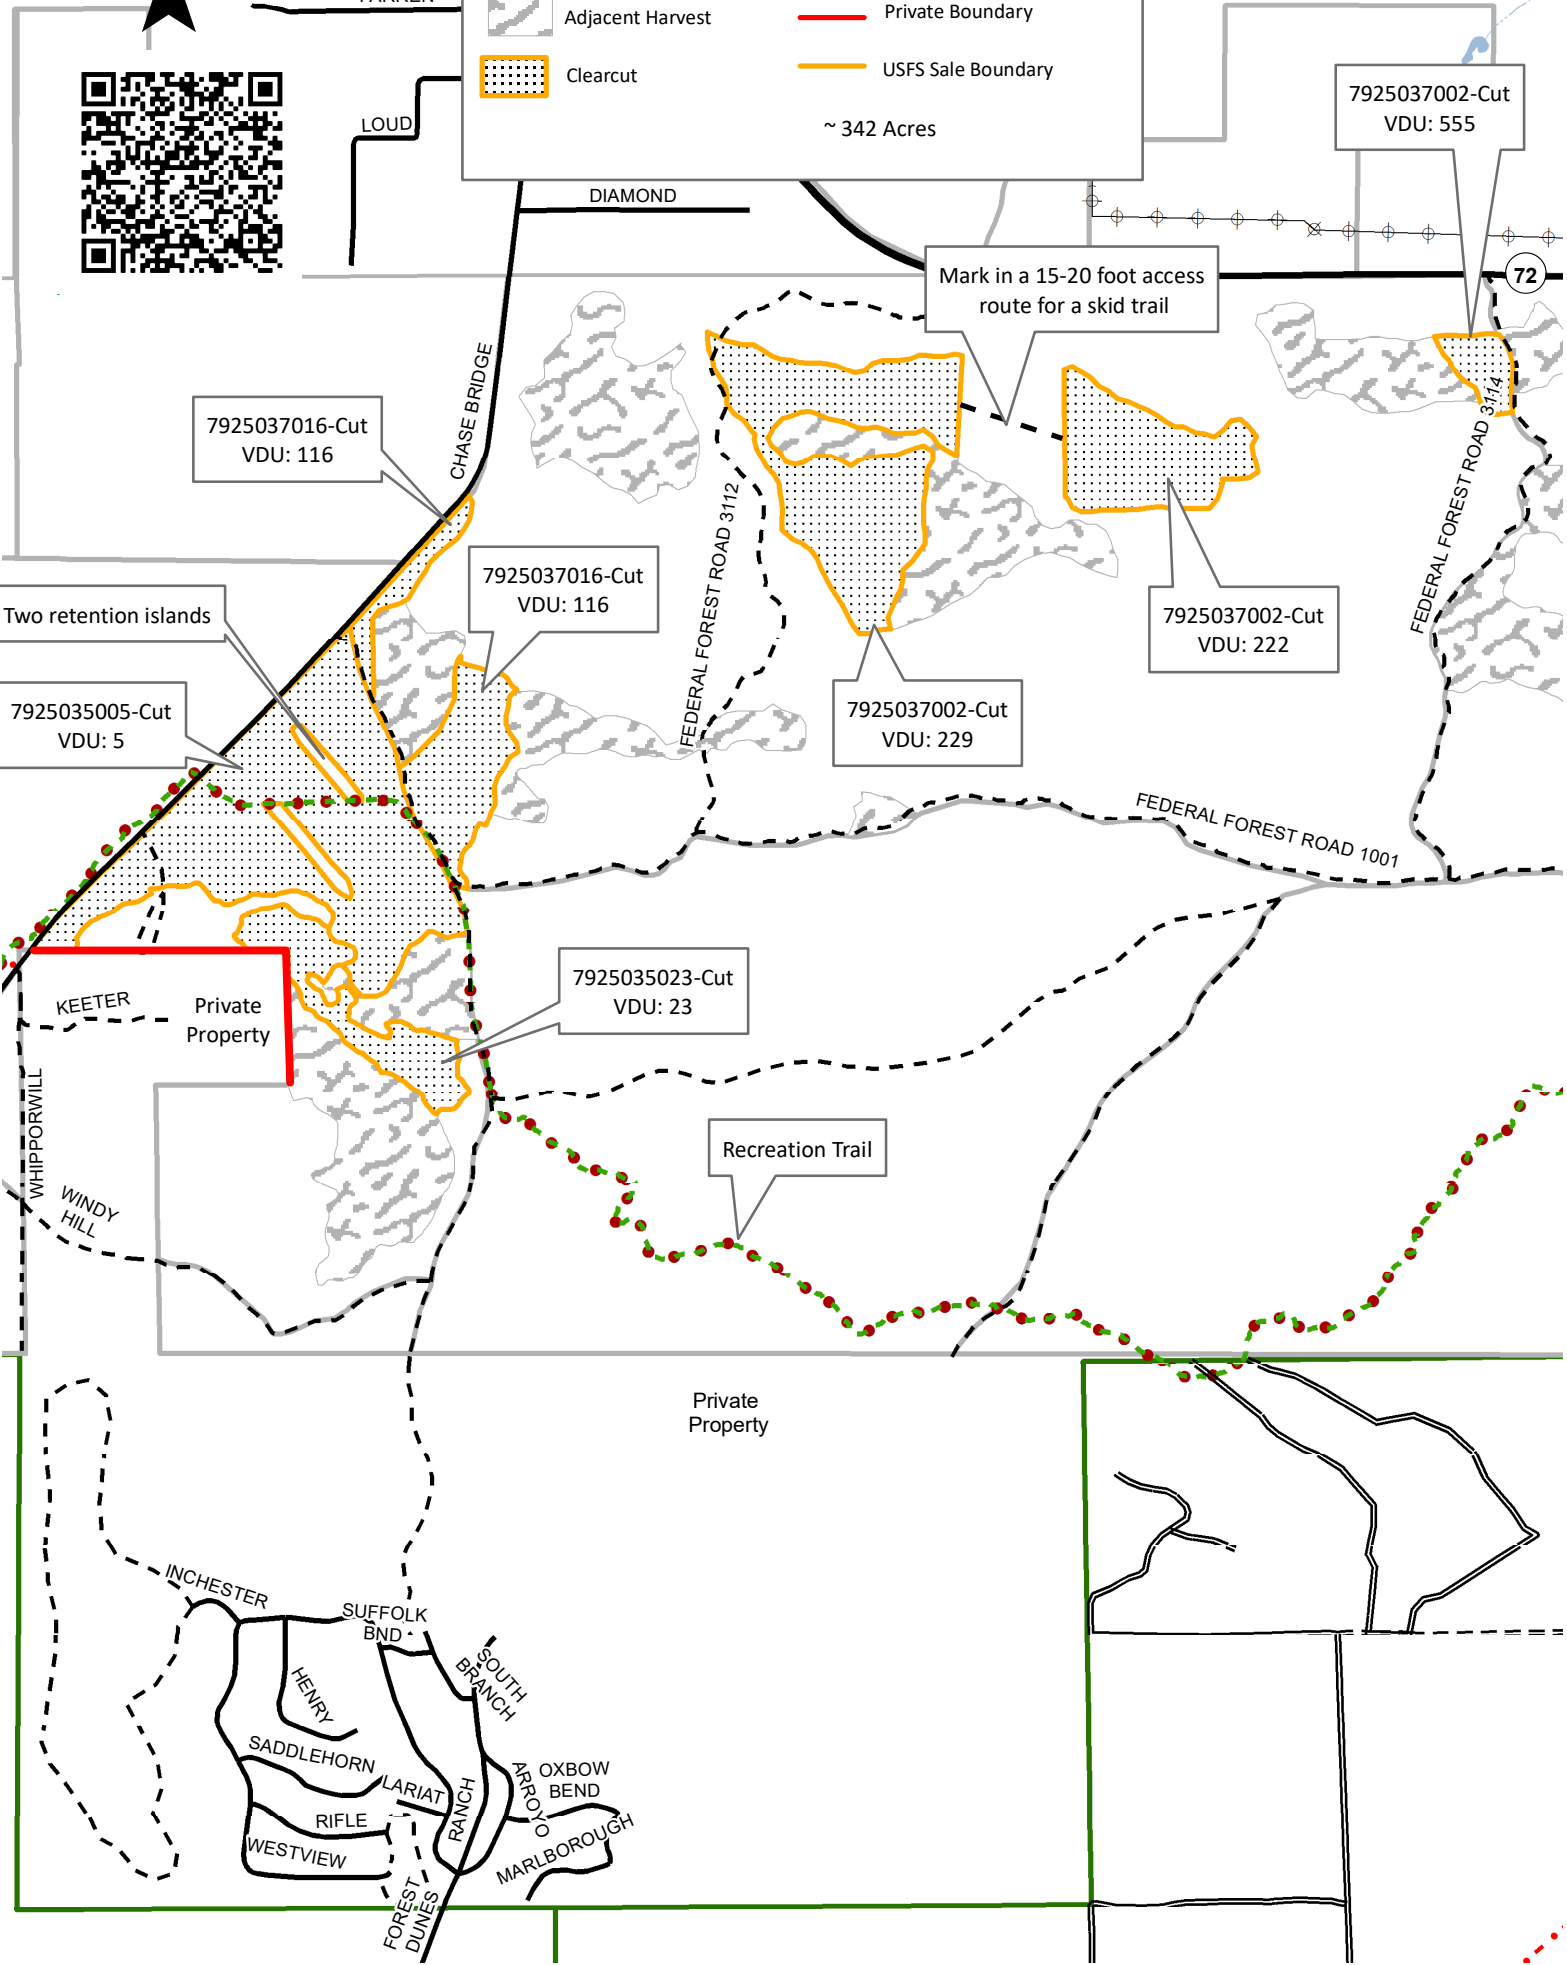 Adjacent Harvest
Private Boundary
Clearcut
USFS Sale Boundary
~ 342 Acres
LOUD
DIAMOND
7925037002-Cut
VDU: 555
72
Mark in a 15-20 foot access
route for a skid trail
CHASE BRIDGE
7925037016-Cut
VDU: 116
FEDERAL FOREST ROAD 3114
FEDERAL FOREST ROAD 3112
7925037016-Cut
VDU: 116
Two retention islands
7925037002-Cut
VDU: 222
7925035005-Cut
VDU: 5
7925037002-Cut
VDU: 229
FEDERAL FOREST ROAD 1001
7925035023-Cut
VDU: 23
KEETER
Private
Property
WHIPPORWILL
WINDY
HILL
Recreation Trail
Private
Property
INCHESTER
SUFFOLK
BND
SOUTH
BRANCH
HENRY
SADDLEHORN
LARIAT
RANCH
ARROYO
OXBOW
BEND
RIFLE
WESTVIEW
MARLBOROUGH
FOREST
DUNES